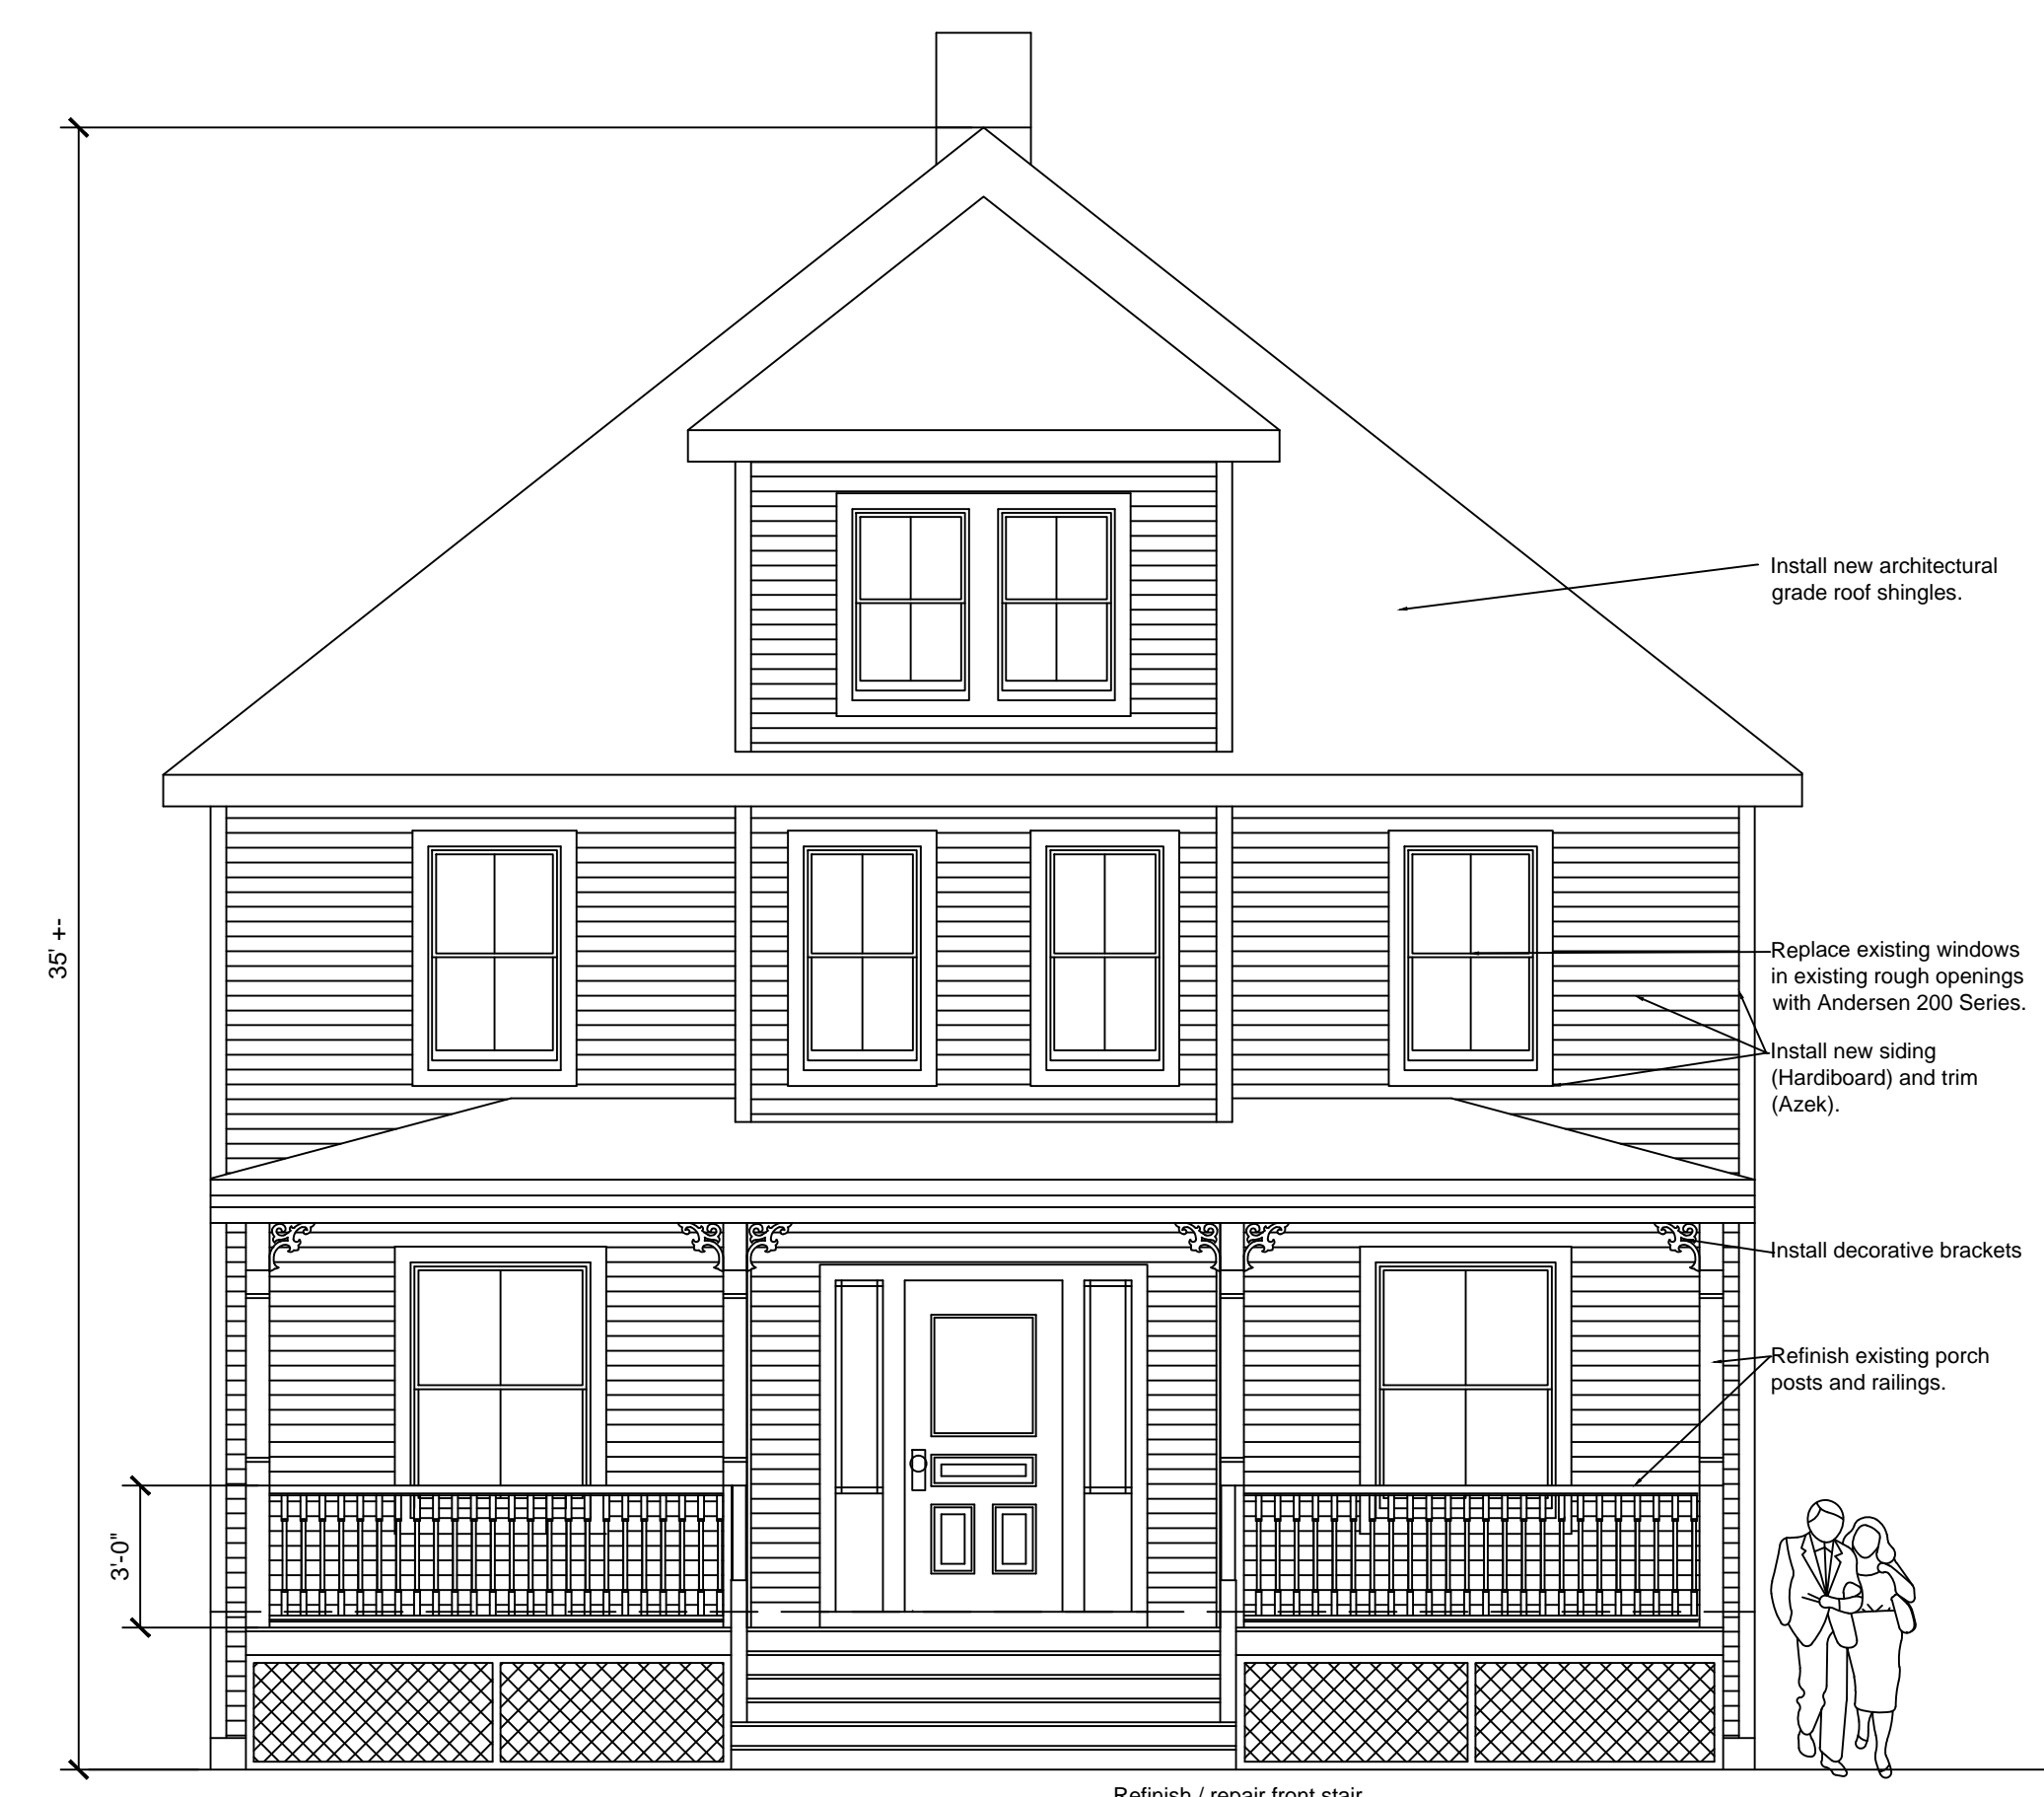 Install new architectural
grade roof shingles.
35' +-
Replace existing windows
in existing rough openings
with Andersen 200 Series.
Install new siding
(Hardiboard) and trim
(Azek).
Install decorative brackets
Refinish existing porch
posts and railings.
3'-0"
Refinish / repair front stair